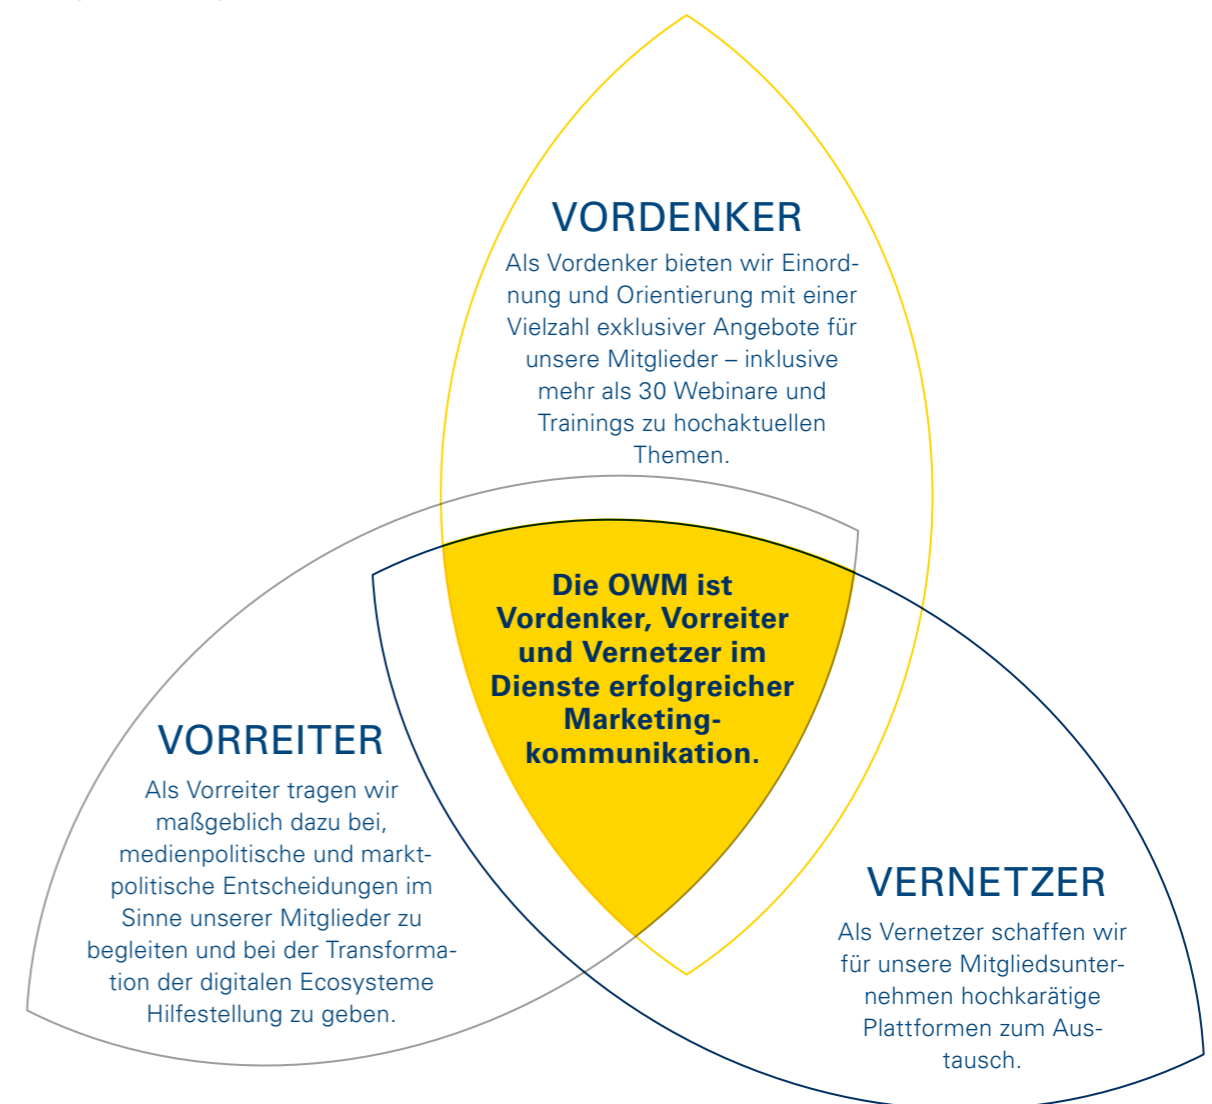 VORDENKER
Als Vordenker bieten wir Einord-
nung und Orientierung mit einer
Vielzahl exklusiver Angebote für
unsere Mitglieder – inklusive
mehr als 30 Webinare und
Trainings zu hochaktuellen
Themen.
Die OWM ist
Vordenker, Vorreiter
und Vernetzer im
Dienste erfolgreicher
Marketing-
kommunikation.
VORREITER
Als Vorreiter tragen wir
maßgeblich dazu bei,
medienpolitische und markt-
politische Entscheidungen im
Sinne unserer Mitglieder zu
begleiten und bei der Transforma-
tion der digitalen Ecosysteme
Hilfestellung zu geben.
VERNETZER
Als Vernetzer schaffen wir
für unsere Mitgliedsunter-
nehmen hochkarätige
Plattformen zum Aus-
tausch.